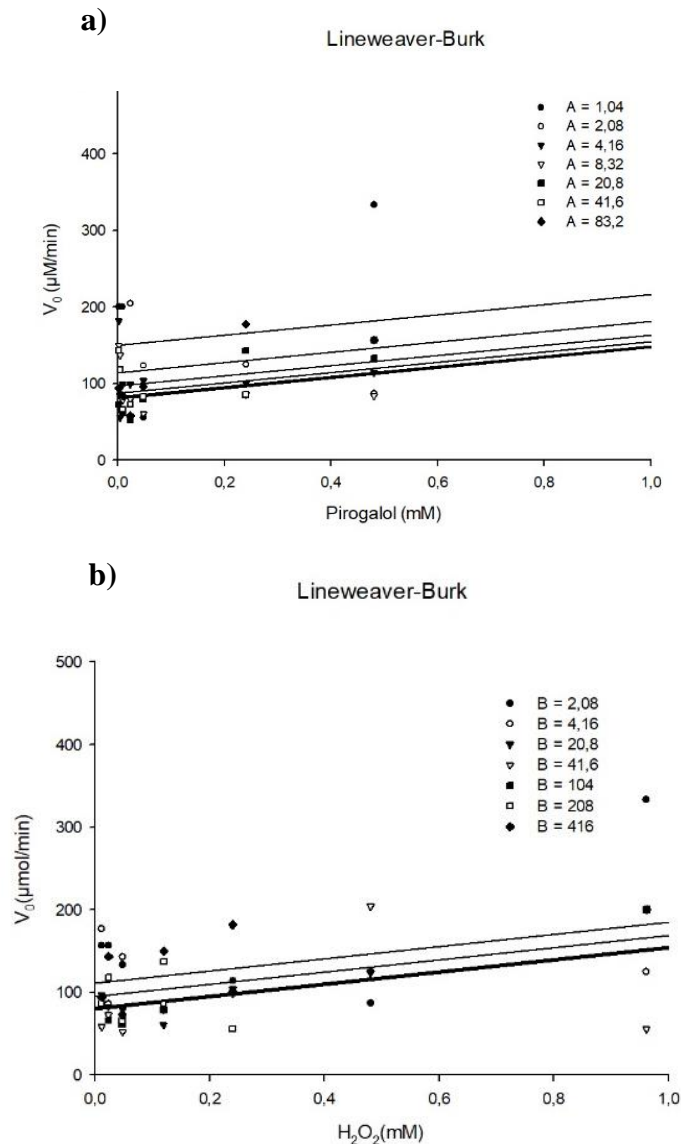 a)
Lineweaver-Burk
A = 1,04
A = 2,08
A = 4,16
A = 8,32
A = 20,8
A = 41,6
A = 83,2
400
300
200
100
0
V₀ (µM/min)
0,0 0,2 0,4 0,6 0,8 1,0
Pirogalol (mM)
b)
Lineweaver-Burk
B = 2,08
B = 4,16
B = 20,8
B = 41,6
B = 104
B = 208
B = 416
500
400
300
200
100
0
V₀(µmol/min)
0,0 0,2 0,4 0,6 0,8 1,0
H₂O₂(mM)